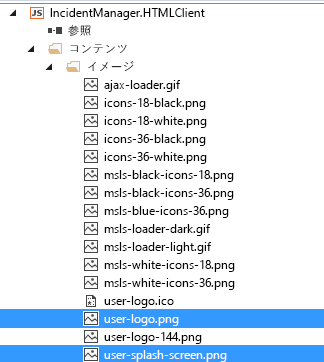 IncidentManager.HTMLClient
参照
コンテンツ
イメージ
ajax-loader.gif
icons-18-black.png
icons-18-white.png
icons-36-black.png
icons-36-white.png
msls-black-icons-18.png
msls-black-icons-36.png
msls-blue-icons-36.png
msls-loader-dark.gif
msls-loader-light.gif
msls-white-icons-18.png
msls-white-icons-36.png
user-logo.ico
user-logo.png
user-logo-144.png
user-splash-screen.png